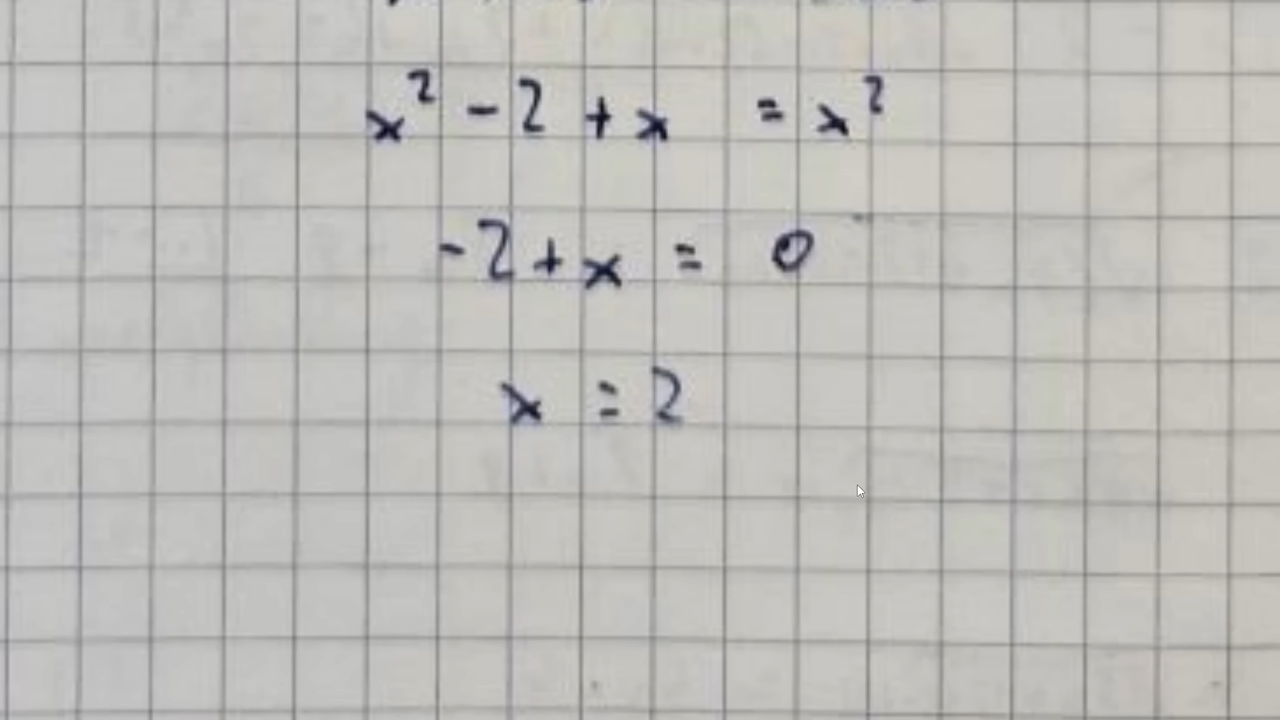 x² - 2 + x = x²
-2 + x = 0
x = 2